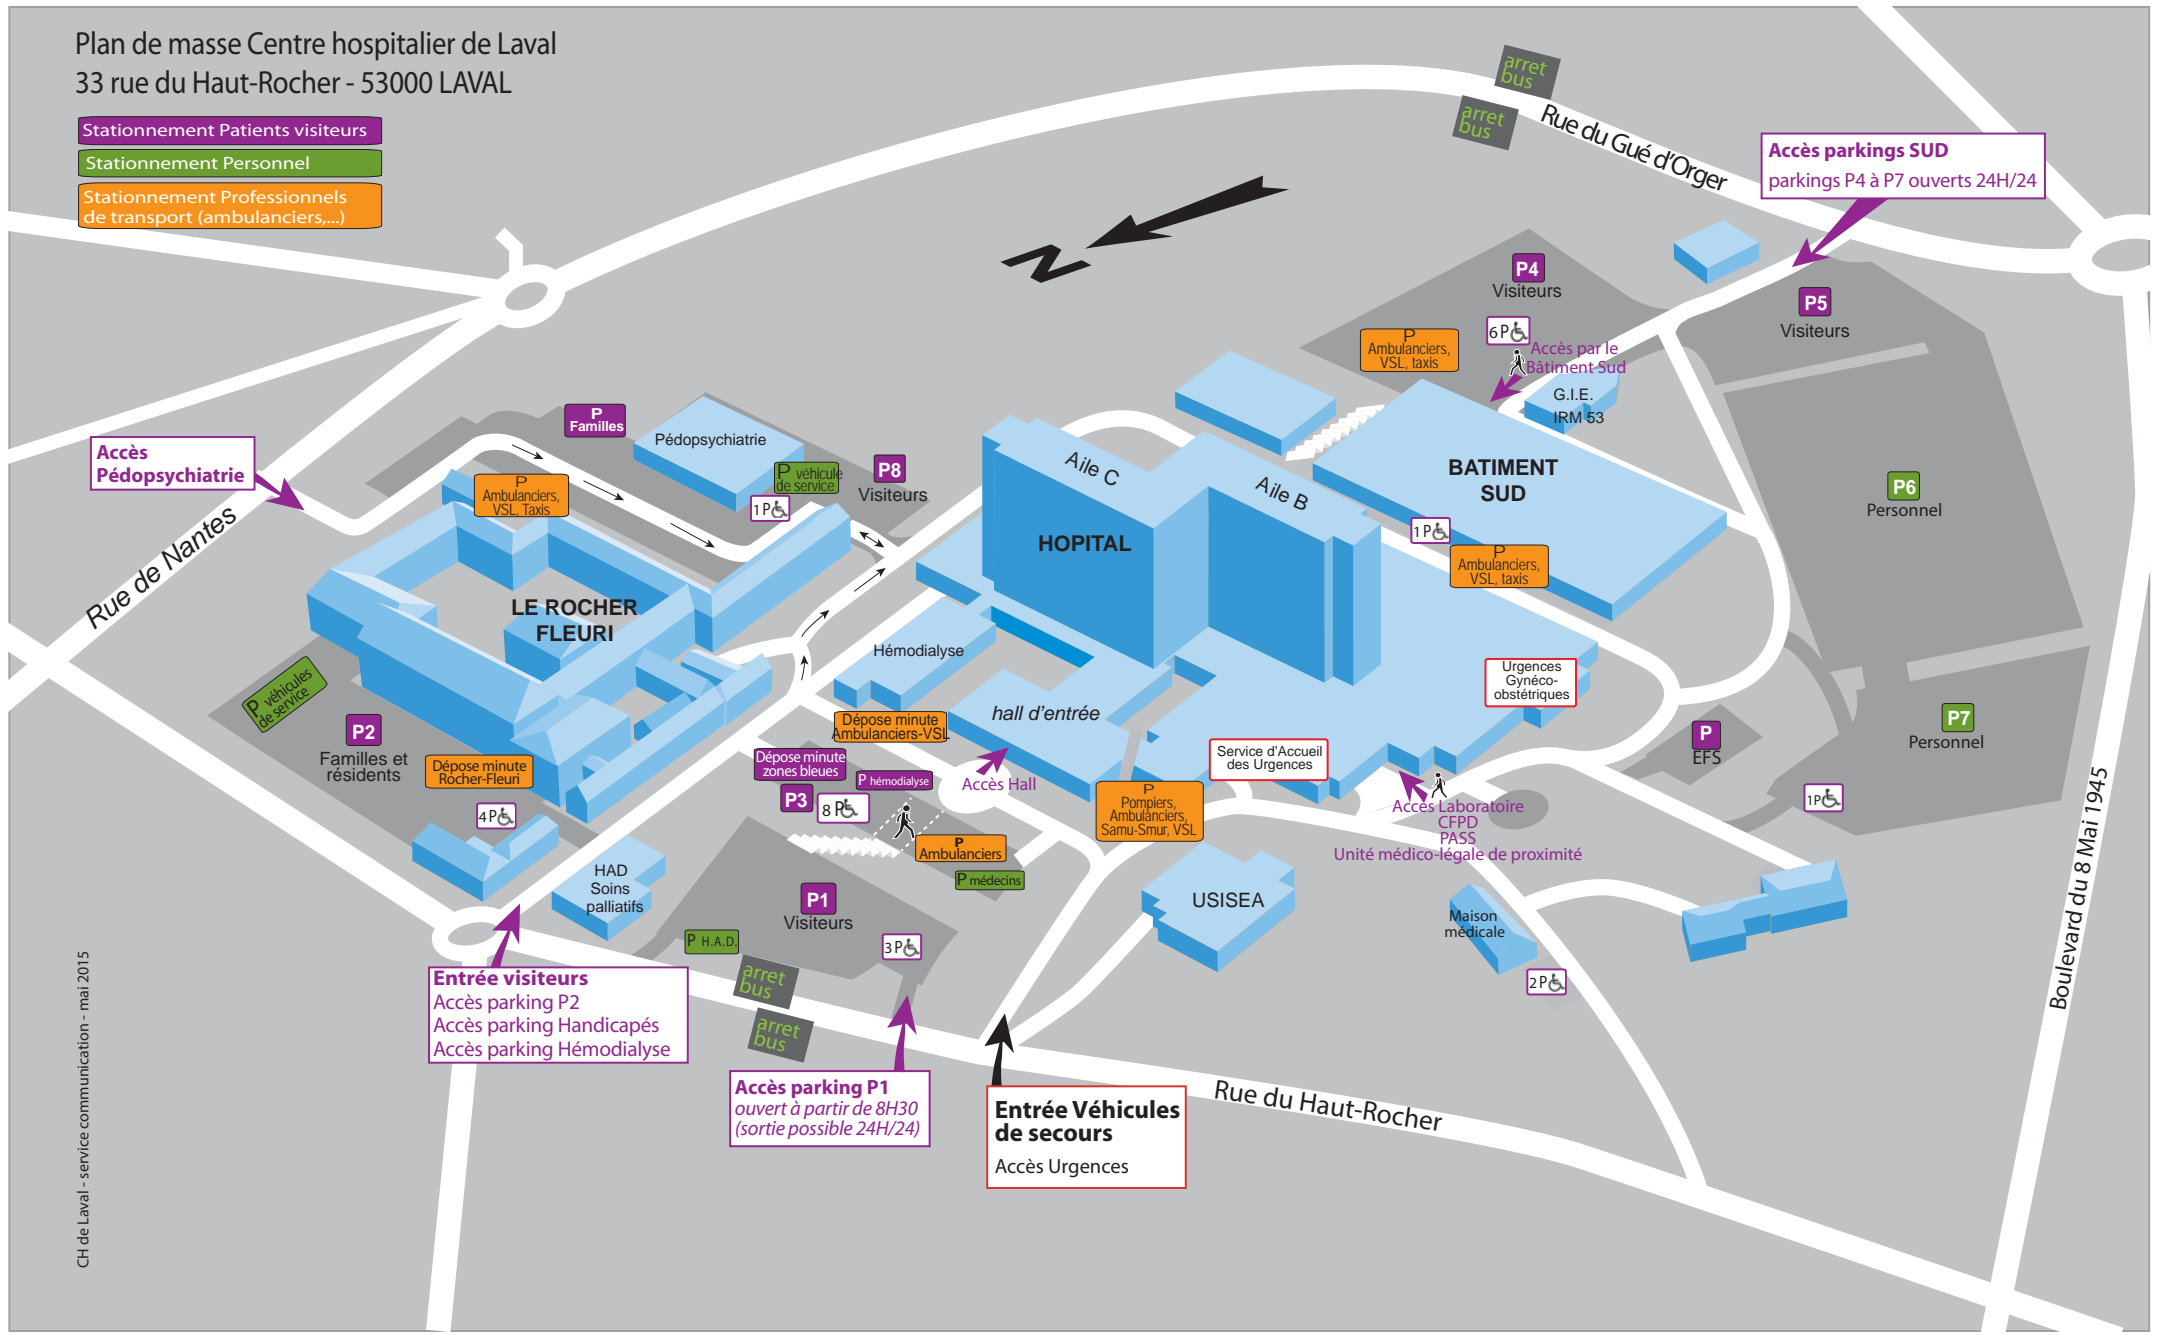 Plan de masse Centre hospitalier de Laval
33 rue du Haut-Rocher - 53000 LAVAL
Stationnement Patients visiteurs
Stationnement Personnel
Stationnement Professionnels
de transport (ambulanciers,...)
arret
bus
arret
bus
Rue du Gué d'Orger
Accès parkings SUD
parkings P4 à P7 ouverts 24H/24
N
P4
Visiteurs
6 P
P
Ambulanciers,
VSL, taxis
Accès par le
Bâtiment Sud
G.I.E.
IRM 53
P5
Visiteurs
P6
Personnel
P7
Personnel
1P
P
EFS
Boulevard du 8 Mai 1945
Accès
Pédopsychiatrie
Rue de Nantes
P
Familles
Pédopsychiatrie
P véhicule
de service
1 P
P8
Visiteurs
P
Ambulanciers,
VSL, Taxis
LE ROCHER
FLEURI
Aile C
Aile B
HOPITAL
BATIMENT
SUD
1 P
P
Ambulanciers,
VSL, taxis
Hémodialyse
hall d'entrée
Urgences
Gynéco-
obstétriques
Service d'Accueil
des Urgences
P véhicules
de service
P2
Familles et
résidents
Dépose minute
Rocher-Fleuri
4 P
Dépose minute
Ambulanciers-VSL
Dépose minute
zones bleues
P hémodialyse
P3
8 P
Accès Hall
P
Ambulanciers
P médecins
P
Pompiers,
Ambulanciers,
Samu-Smur, VSL
Accès Laboratoire
CFPD
PASS
Unité médico-légale de proximité
HAD
Soins
palliatifs
P1
Visiteurs
3 P
P H.A.D.
arret
bus
arret
bus
USISEA
Maison
médicale
2 P
Entrée visiteurs
Accès parking P2
Accès parking Handicapés
Accès parking Hémodialyse
Accès parking P1
ouvert à partir de 8H30
(sortie possible 24H/24)
Entrée Véhicules
de secours
Accès Urgences
Rue du Haut-Rocher
CH de Laval - service communication - mai 2015